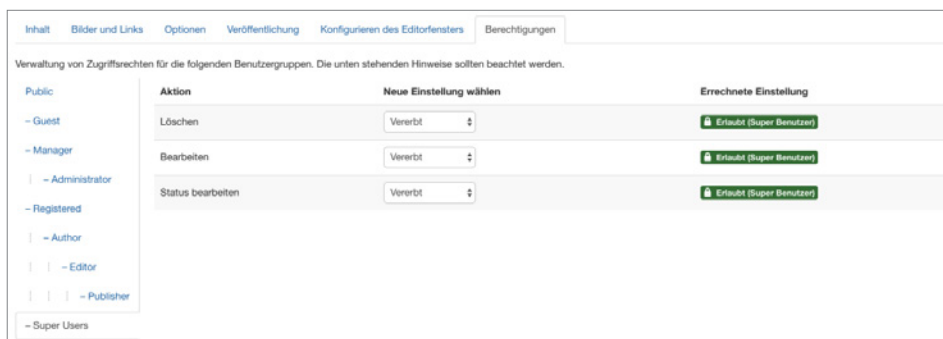 Inhalt Bilder und Links Optionen Veröffentlichung Konfigurieren des Editorfensters Berechtigungen
Verwaltung von Zugriffsrechten für die folgenden Benutzergruppen. Die unten stehenden Hinweise sollten beachtet werden.
Public Aktion Neue Einstellung wählen Errechnete Einstellung
– Guest Löschen Vererbt Erlaubt (Super Benutzer)
– Manager Bearbeiten Vererbt Erlaubt (Super Benutzer)
– Administrator Status bearbeiten Vererbt Erlaubt (Super Benutzer)
– Registered
– Author
– Editor
– Publisher
– Super Users